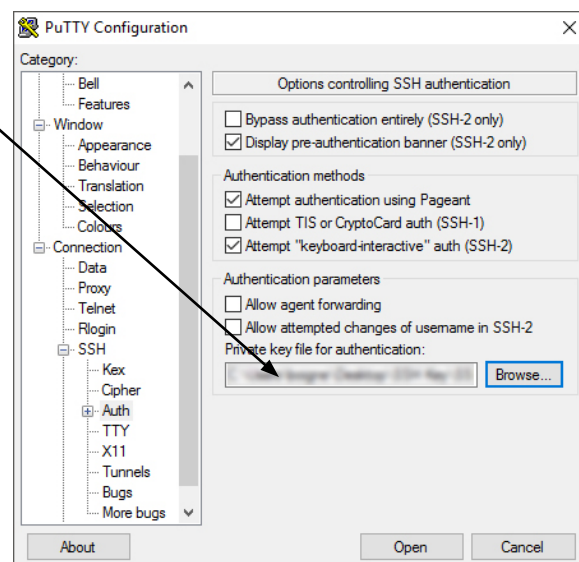 PuTTY Configuration
Category:
Bell
Features
Window
Appearance
Behaviour
Translation
Selection
Colours
Connection
Data
Proxy
Telnet
Rlogin
SSH
Kex
Cipher
Auth
TTY
X11
Tunnels
Bugs
More bugs
Options controlling SSH authentication
Bypass authentication entirely (SSH-2 only)
Display pre-authentication banner (SSH-2 only)
Authentication methods
Attempt authentication using Pageant
Attempt TIS or CryptoCard auth (SSH-1)
Attempt "keyboard-interactive" auth (SSH-2)
Authentication parameters
Allow agent forwarding
Allow attempted changes of username in SSH-2
Private key file for authentication:
Browse...
About
Open
Cancel